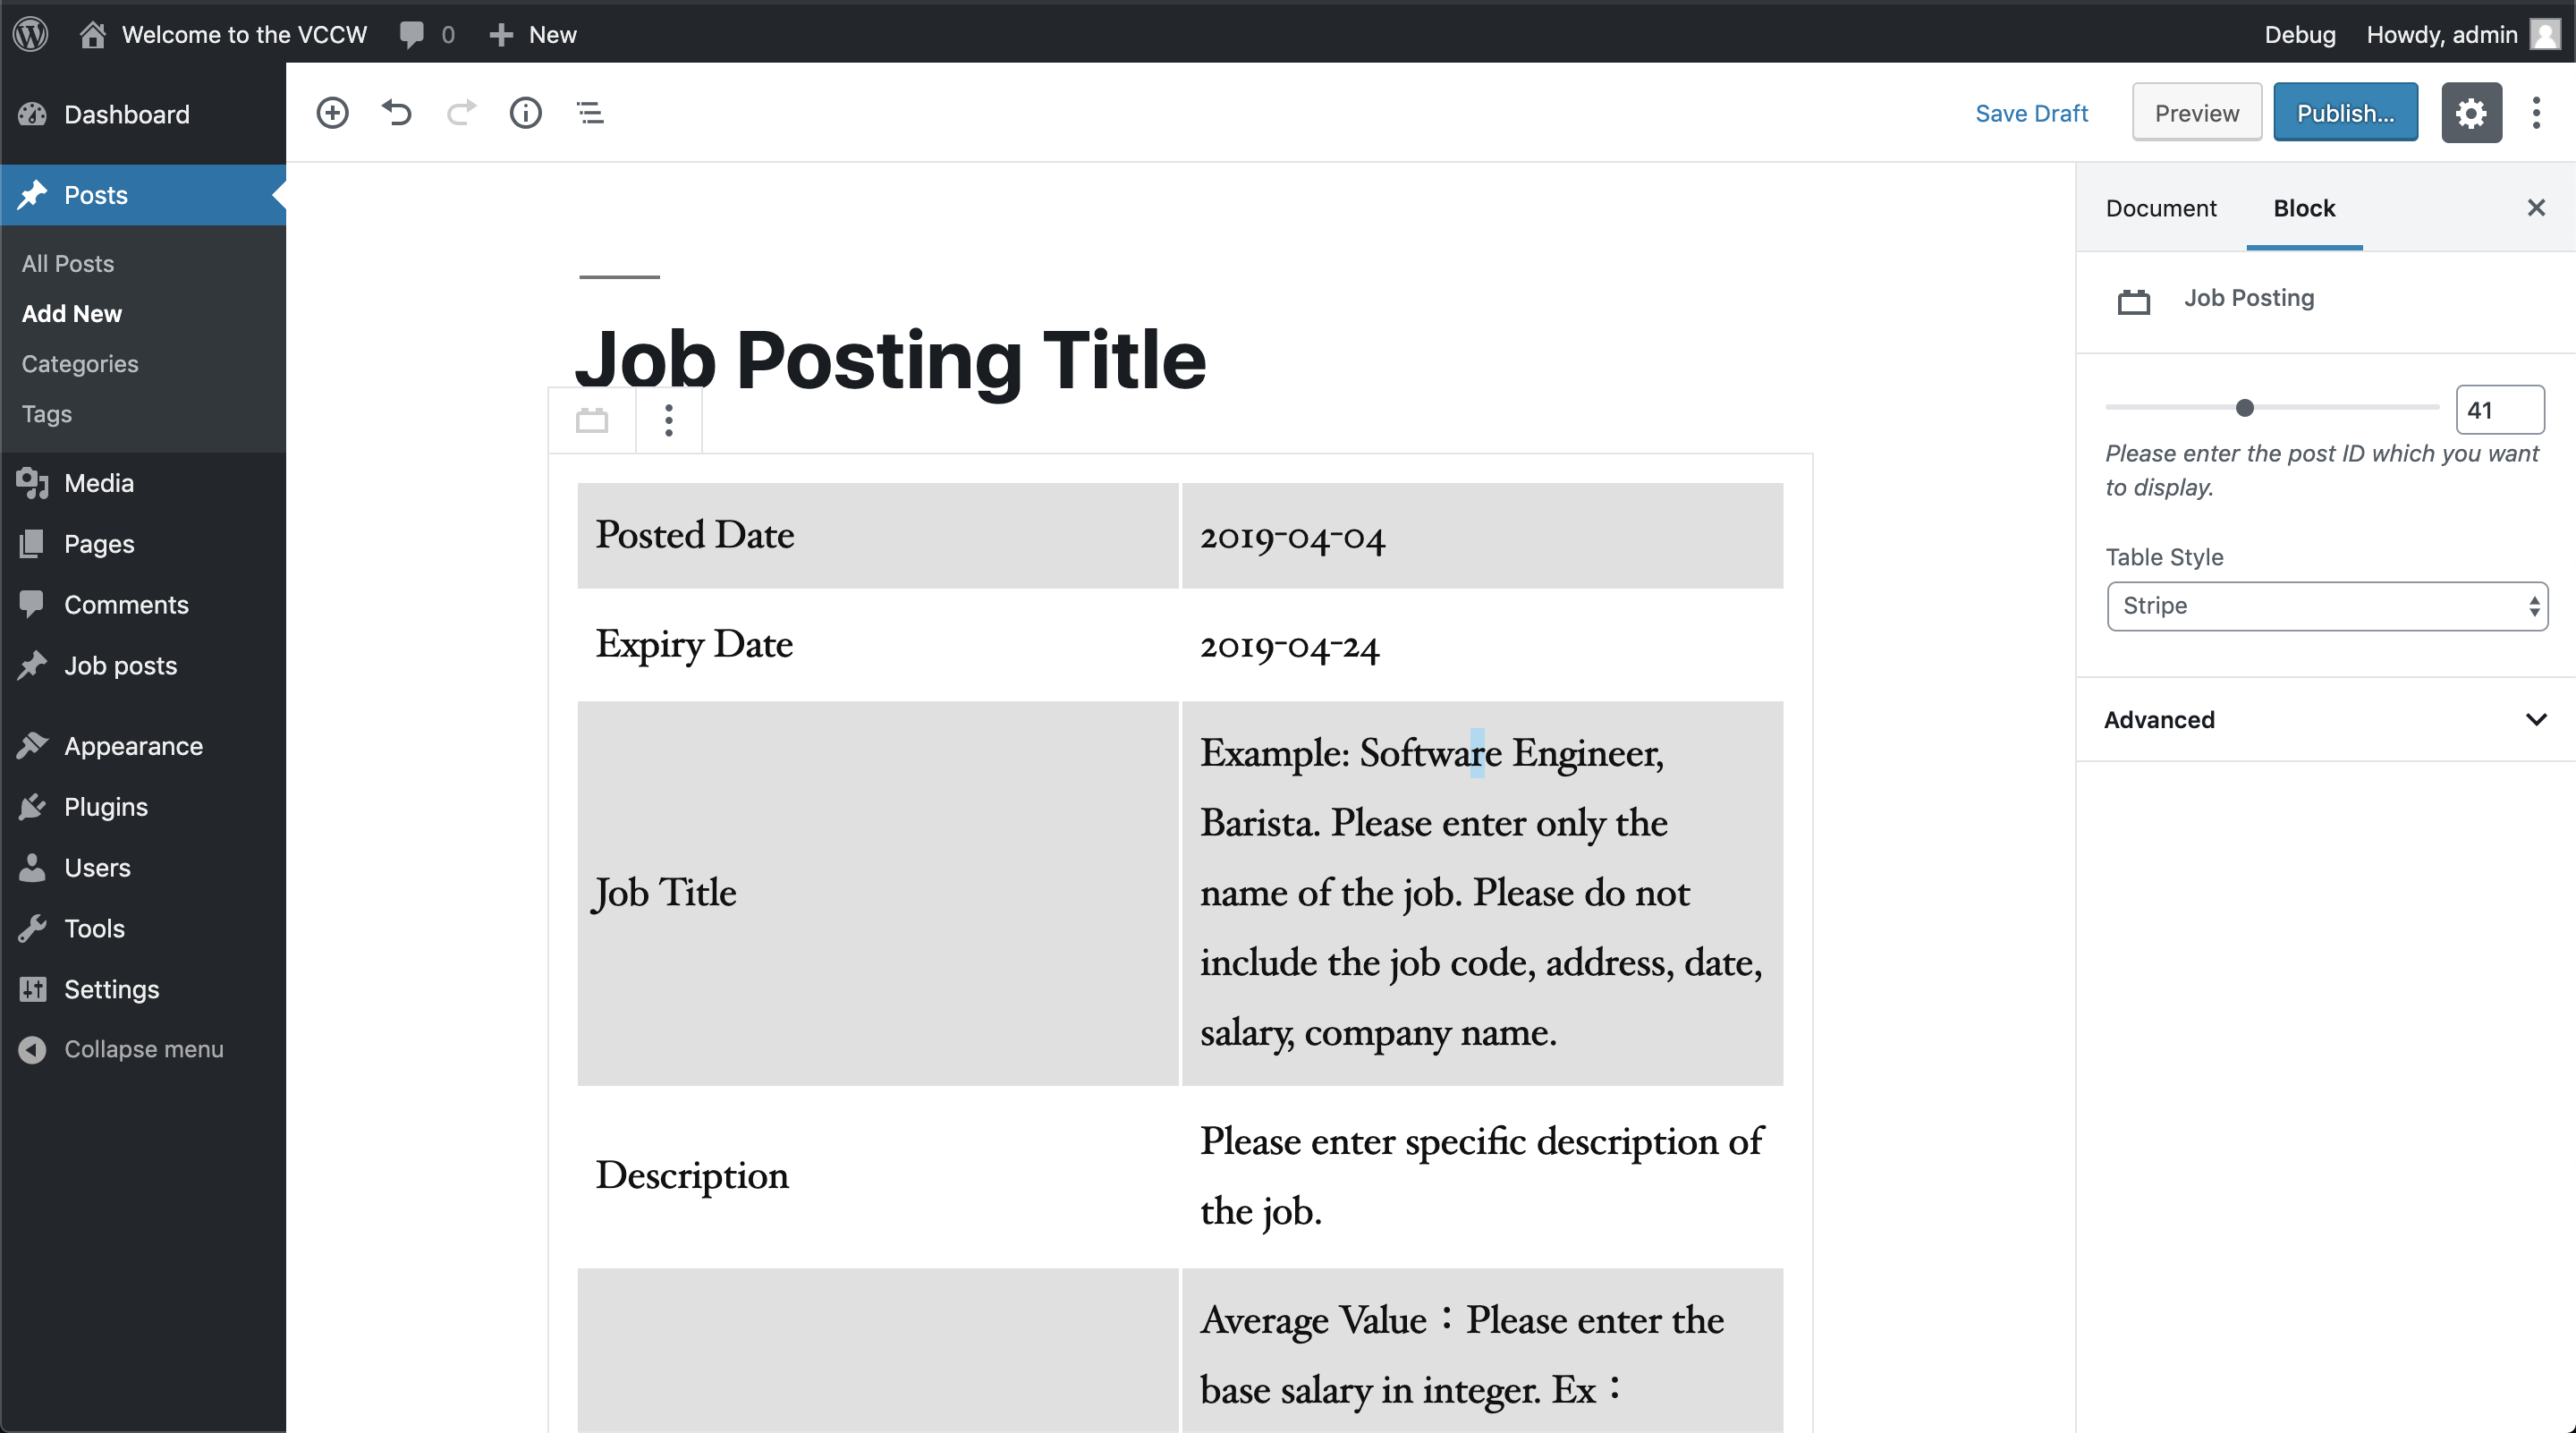 Welcome to the VCCW
0
New
Debug
Howdy, admin
Dashboard
Posts
All Posts
Add New
Categories
Tags
Media
Pages
Comments
Job posts
Appearance
Plugins
Users
Tools
Settings
Collapse menu
Save Draft
Preview
Publish...
Job Posting Title
Posted Date
2019-04-04
Expiry Date
2019-04-24
Job Title
Example: Software Engineer,
Barista. Please enter only the
name of the job. Please do not
include the job code, address, date,
salary, company name.
Description
Please enter specific description of
the job.
Average Value：Please enter the
base salary in integer. Ex：
Document
Block
Job Posting
41
Please enter the post ID which you want
to display.
Table Style
Stripe
Advanced